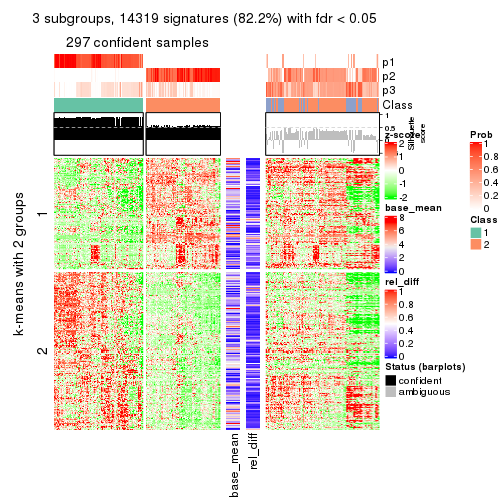 3 subgroups, 14319 signatures (82.2%) with fdr < 0.05
297 confident samples
p1
p2
p3
Class
1
0.5
0
Silhouette
score
k-means with 2 groups
1
2
base_mean
rel_diff
z-score
2
1
0
-1
-2
base_mean
8
6
4
2
0
rel_diff
1
0.8
0.6
0.4
0.2
0
Status (barplots)
confident
ambiguous
Prob
1
0.8
0.6
0.4
0.2
0
Class
1
2